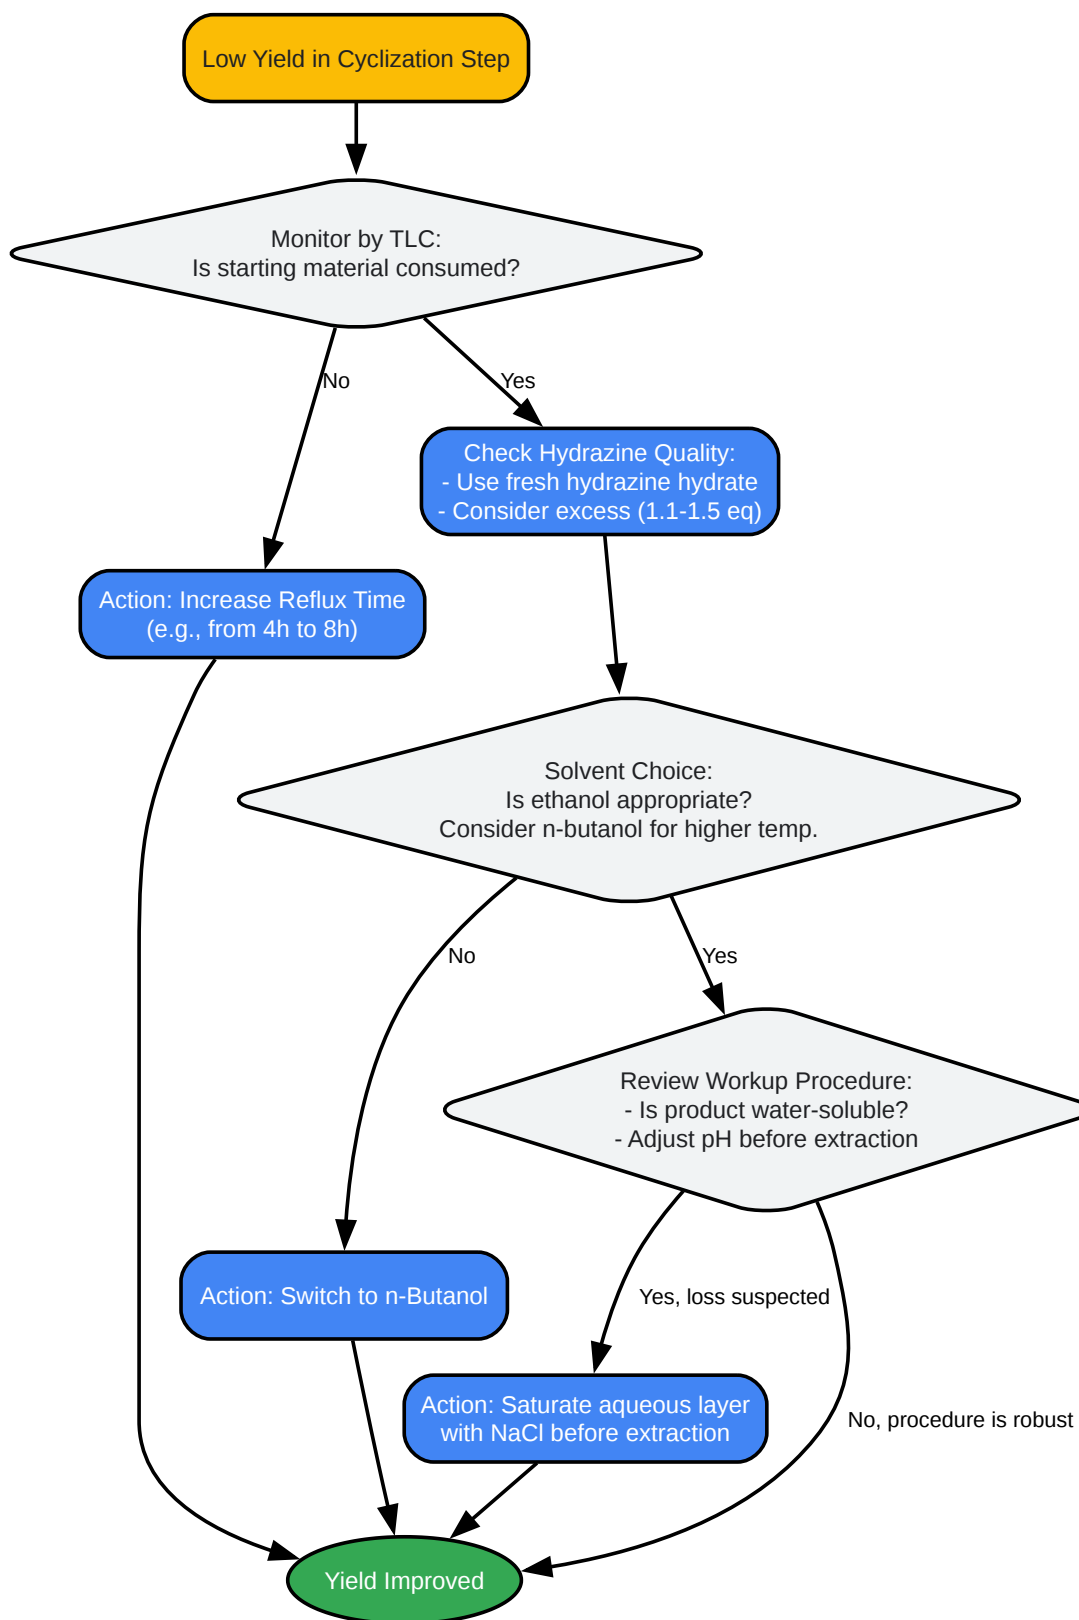 Low Yield in Cyclization Step
Monitor by TLC:
Is starting material consumed?
No
Yes
Check Hydrazine Quality:
- Use fresh hydrazine hydrate
- Consider excess (1.1-1.5 eq)
Action: Increase Reflux Time
(e.g., from 4h to 8h)
Solvent Choice:
Is ethanol appropriate?
Consider n-butanol for higher temp.
No
Yes
Review Workup Procedure:
- Is product water-soluble?
- Adjust pH before extraction
Action: Switch to n-Butanol
Yes, loss suspected
Action: Saturate aqueous layer
with NaCl before extraction
No, procedure is robust
Yield Improved